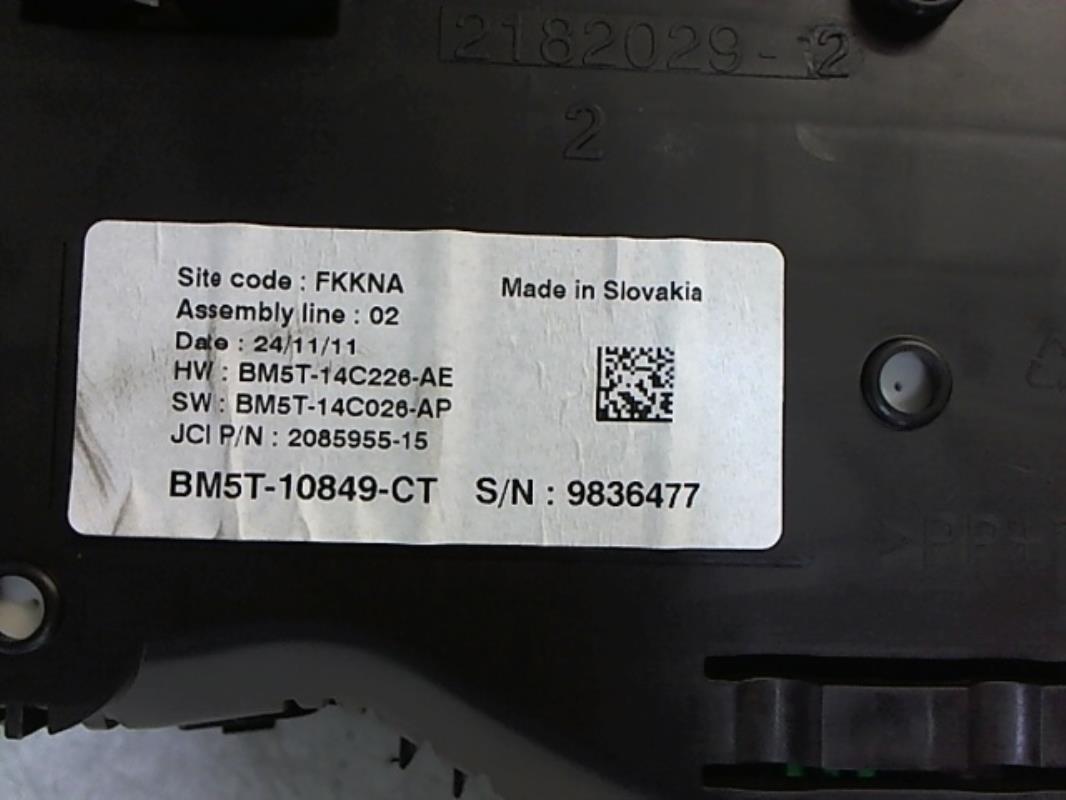 2182029-2
2
Site code : FKKNA
Made in Slovakia
Assembly line : 02
Date : 24/11/11
HW : BM5T-14C226-AE
SW : BM5T-14C026-AP
JCI P/N : 2085955-15
BM5T-10849-CT S/N : 9836477
>PP+